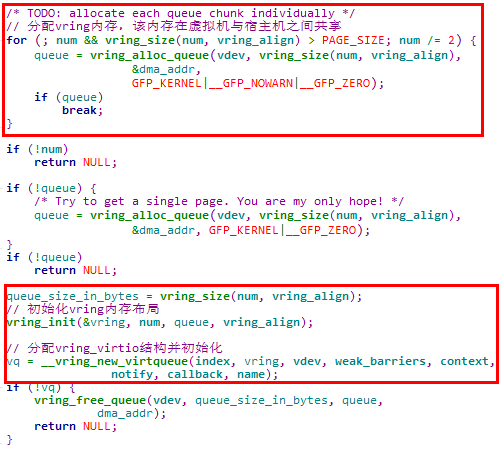 /* TODO: allocate each queue chunk individually */
// 分配vring内存，该内存在虚拟机与宿主机之间共享
for (; num && vring_size(num, vring_align) > PAGE_SIZE; num /= 2) {
    queue = vring_alloc_queue(vdev, vring_size(num, vring_align),
                  &dma_addr,
                  GFP_KERNEL|__GFP_NOWARN|__GFP_ZERO);
    if (queue)
        break;
}
if (!num)
    return NULL;
if (!queue) {
    /* Try to get a single page. You are my only hope! */
    queue = vring_alloc_queue(vdev, vring_size(num, vring_align),
                  &dma_addr, GFP_KERNEL|__GFP_ZERO);
}
if (!queue)
    return NULL;
queue_size_in_bytes = vring_size(num, vring_align);
// 初始化vring内存布局
vring_init(&vring, num, queue, vring_align);
// 分配vring_virtio结构并初始化
vq = __vring_new_virtqueue(index, vring, vdev, weak_barriers, context,
               notify, callback, name);
if (!vq) {
    vring_free_queue(vdev, queue_size_in_bytes, queue,
             dma_addr);
    return NULL;
}